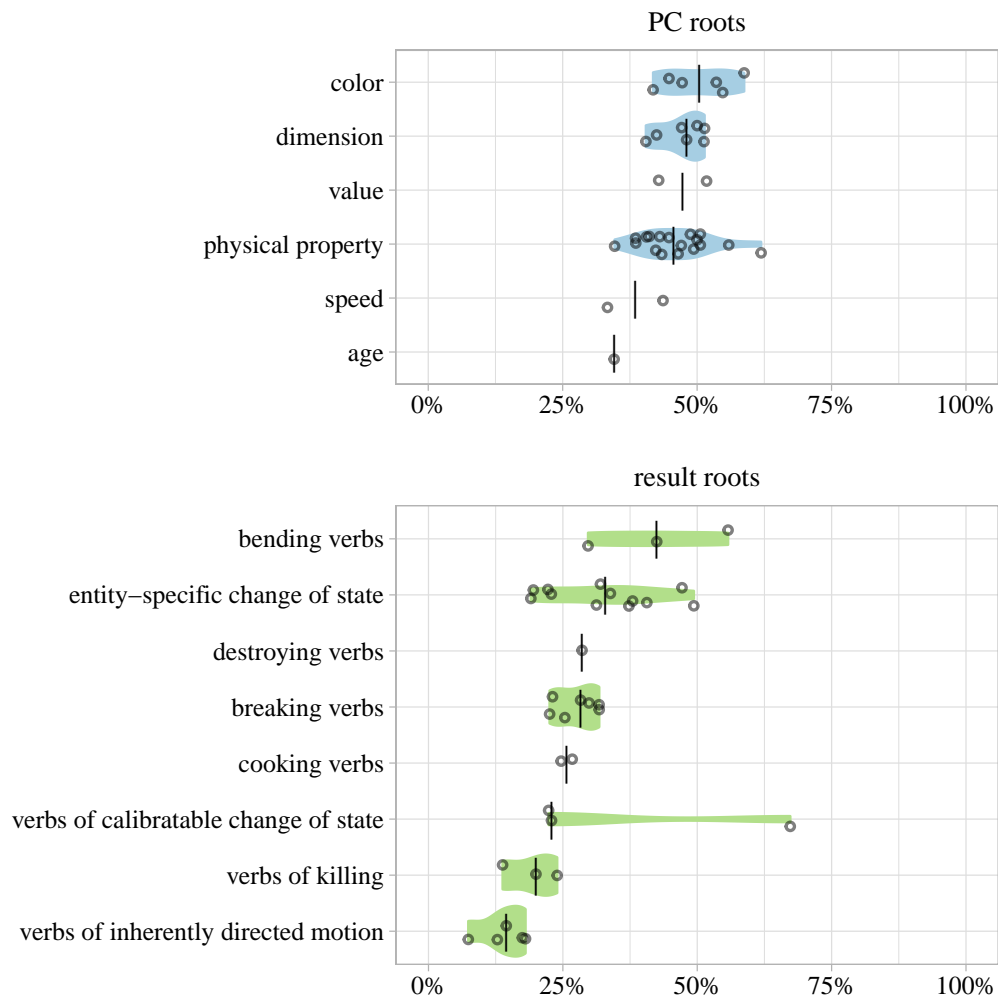 PC roots
color
dimension
value
physical property
speed
age
0% 25% 50% 75% 100%
result roots
bending verbs
entity−specific change of state
destroying verbs
breaking verbs
cooking verbs
verbs of calibratable change of state
verbs of killing
verbs of inherently directed motion
0% 25% 50% 75% 100%